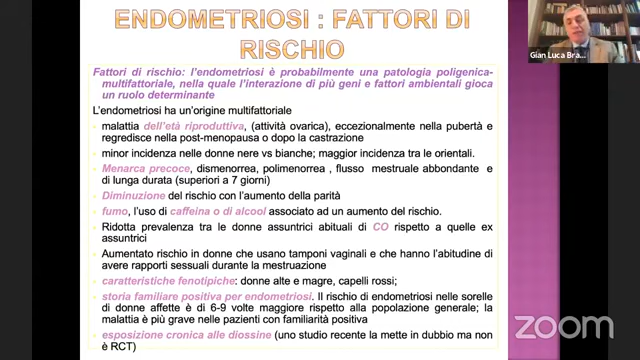 ENDOMETRIOSI : FATTORI DI
RISCHIO
Gian Luca Bra...
Fattori di rischio: l'endometriosi è probabilmente una patologia poligenica-
multifattoriale, nella quale l'interazione di più geni e fattori ambientali gioca
un ruolo determinante
L'endometriosi ha un'origine multifattoriale
malattia dell'età riproduttiva, (attività ovarica), eccezionalmente nella pubertà e
regredisce nella post-menopausa o dopo la castrazione
minor incidenza nelle donne nere vs bianche; maggior incidenza tra le orientali.
Menarca precoce, dismenorrea, polimenorrea , flusso mestruale abbondante e
di lunga durata (superiori a 7 giorni)
Diminuzione del rischio con l'aumento della parità
fumo, l'uso di caffeina o di alcool associato ad un aumento del rischio.
Ridotta prevalenza tra le donne assuntrici abituali di CO rispetto a quelle ex
assuntrici
Aumentato rischio in donne che usano tamponi vaginali e che hanno l'abitudine di
avere rapporti sessuali durante la mestruazione
caratteristiche fenotipiche: donne alte e magre, capelli rossi;
storia familiare positiva per endometriosi. Il rischio di endometriosi nelle sorelle
di donne affette è di 6-9 volte maggiore rispetto alla popolazione generale; la
malattia è più grave nelle pazienti con familiarità positiva
esposizione cronica alle diossine (uno studio recente la mette in dubbio ma non
è RCT)
zoom